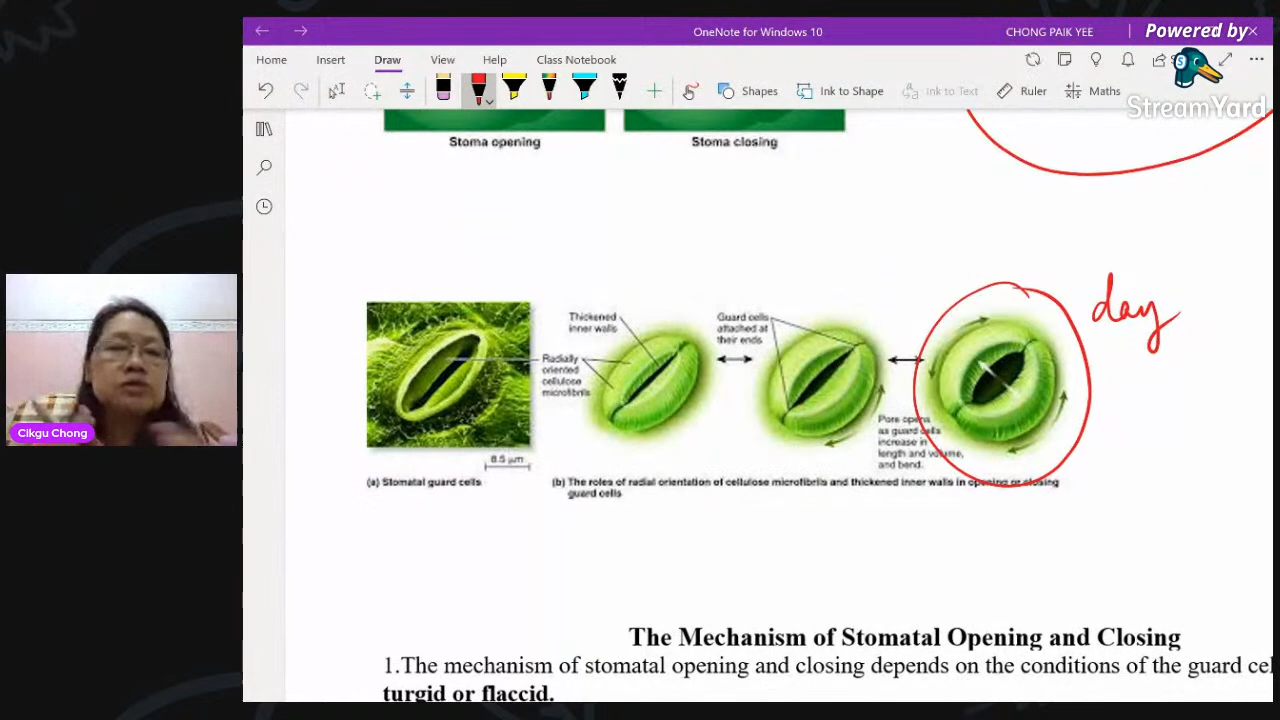 OneNote for Windows 10
CHONG PAIK YEE
Powered by
StreamYard
Home Insert Draw View Help Class Notebook
Shapes Ink to Shape Ink to Text Ruler Maths
Stoma opening
Stoma closing
day
Thickened
inner walls
Radially
oriented
cellulose
microfibrils
Guard cells
attached at
their ends
Pore opens
as guard cells
increase in
length and volume,
and bend.
8.5 µm
(a) Stomatal guard cells
(b) The roles of radial orientation of cellulose microfibrils and thickened inner walls in opening or closing
guard cells
Cikgu Chong
The Mechanism of Stomatal Opening and Closing
1.The mechanism of stomatal opening and closing depends on the conditions of the guard cel
turgid or flaccid.